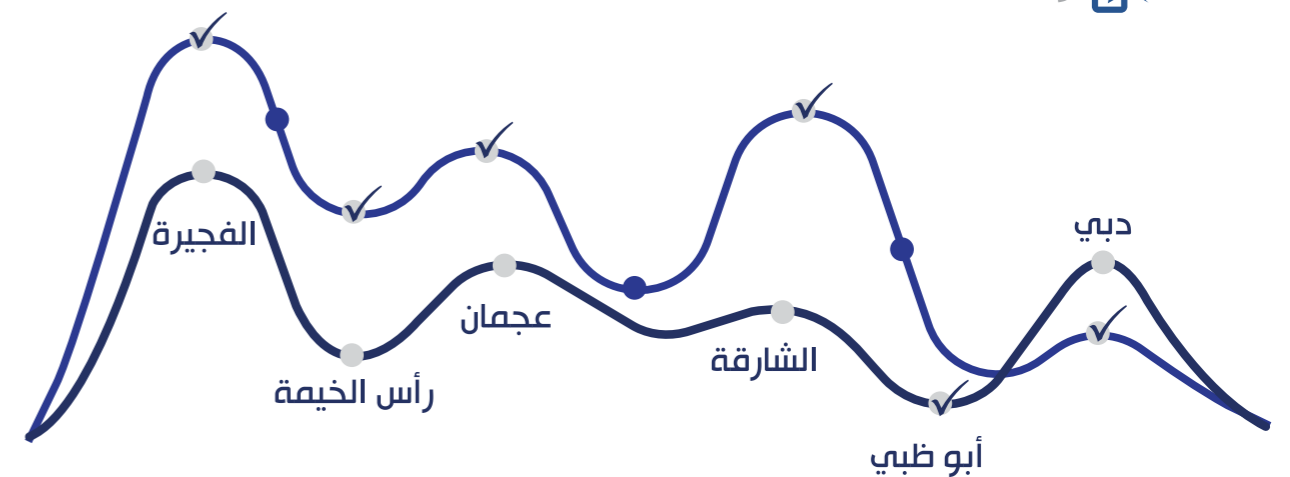 دبي
الفجيرة
عجمان
الشارقة
رأس الخيمة
أبو ظبي